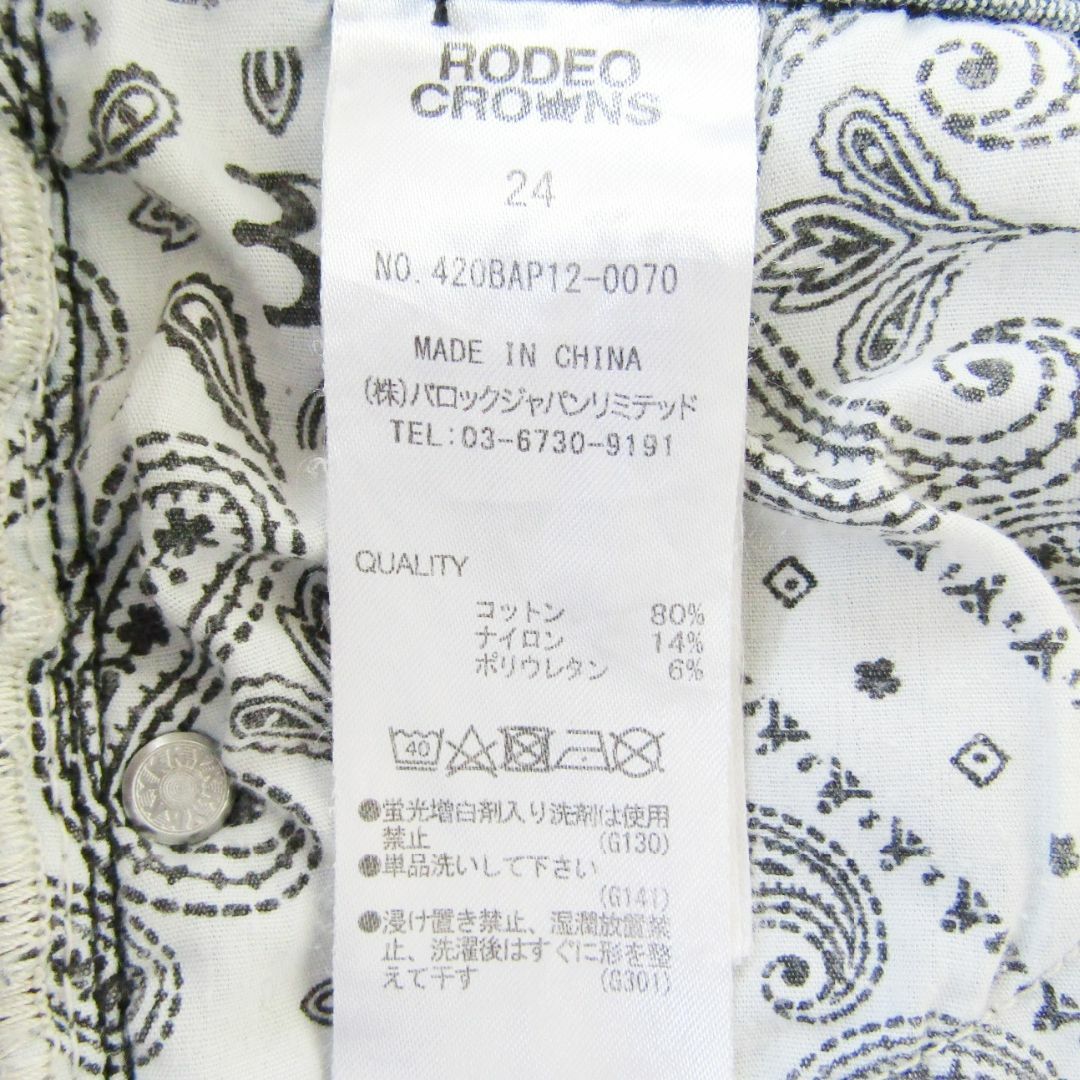 RODEO
CROWNS
24
NO.420BAP12-0070
MADE IN CHINA
(株)バロックジャパンリミテッド
TEL:03-6730-9191
QUALITY
コットン 80%
ナイロン 14%
ポリウレタン 6%
40
●蛍光増白剤入り洗剤は使用
禁止 (G130)
●単品洗いして下さい
(G141)
●浸け置き禁止、湿潤放置禁
止、洗濯後はすぐに形を整
えて干す (G301)